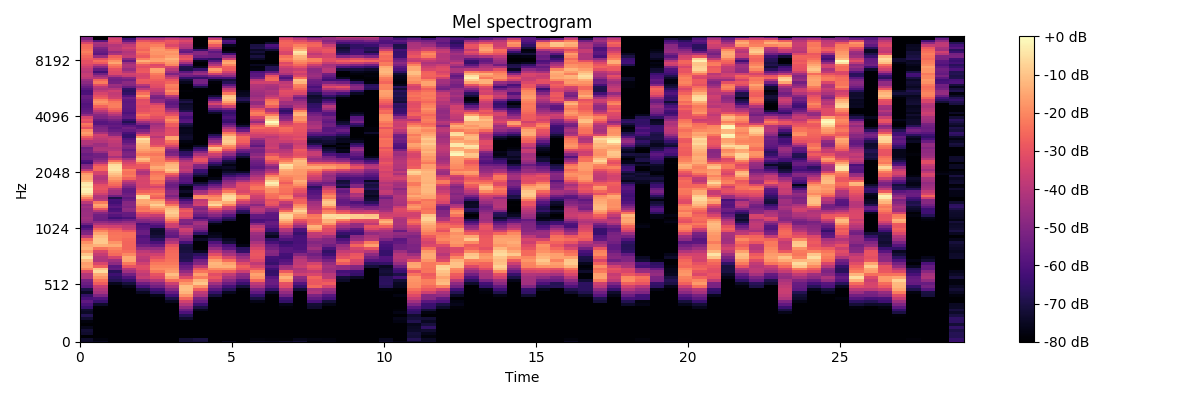 Mel spectrogram
+0 dB
8192
-10 dB
4096
-20 dB
-30 dB
2048
Hz
-40 dB
1024
-50 dB
-60 dB
512
-70 dB
0
-80 dB
0 5 10 15 20 25
Time